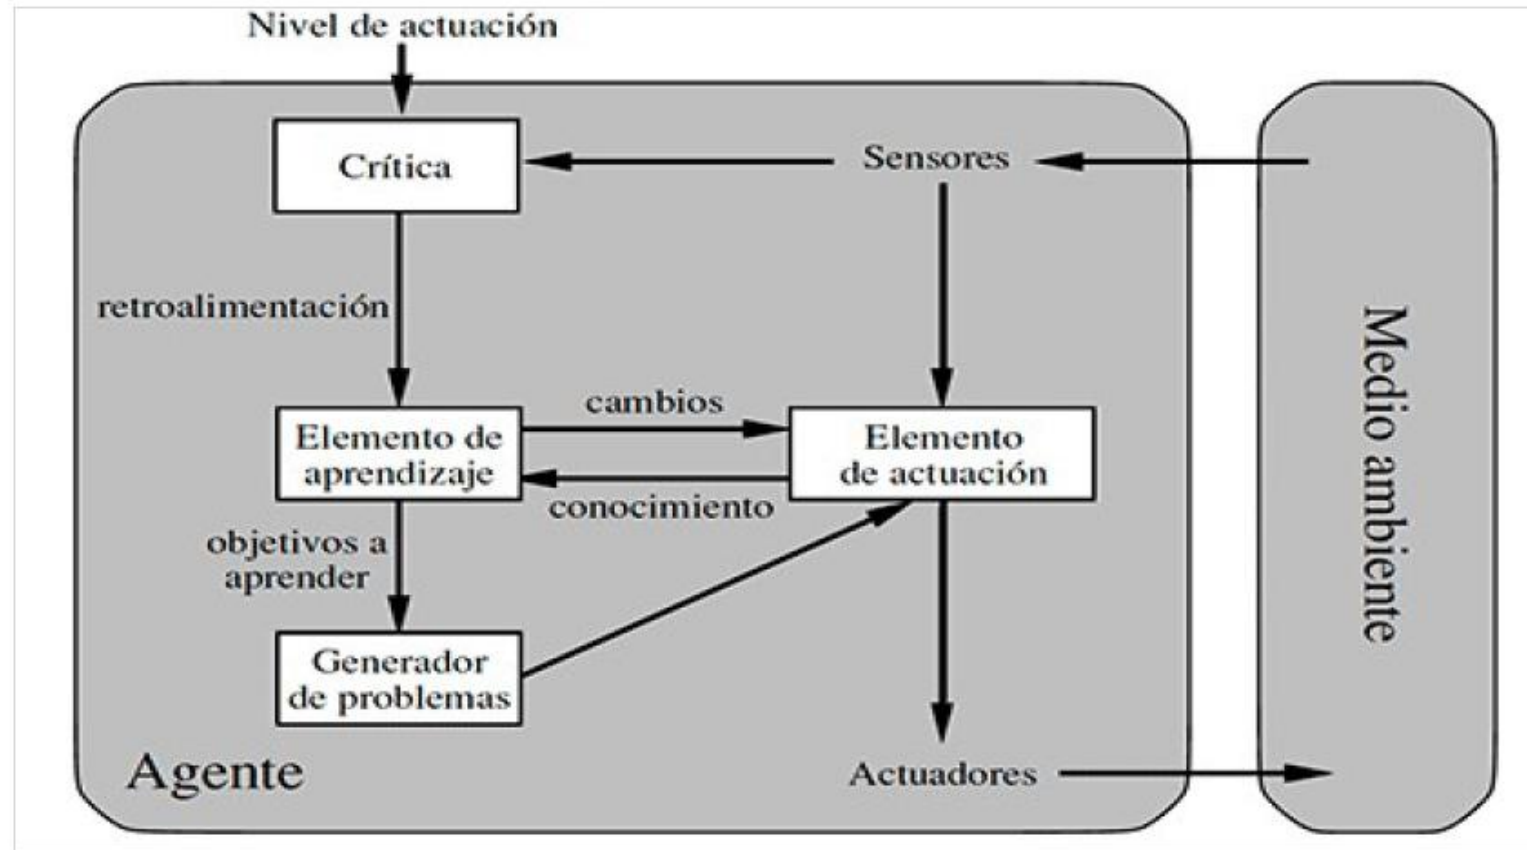 Nivel de actuación
Crítica
Sensores
retroalimentación
cambios
Elemento de
aprendizaje
Elemento
de actuación
conocimiento
objetivos a
aprender
Generador
de problemas
Agente
Actuadores
Medio ambiente